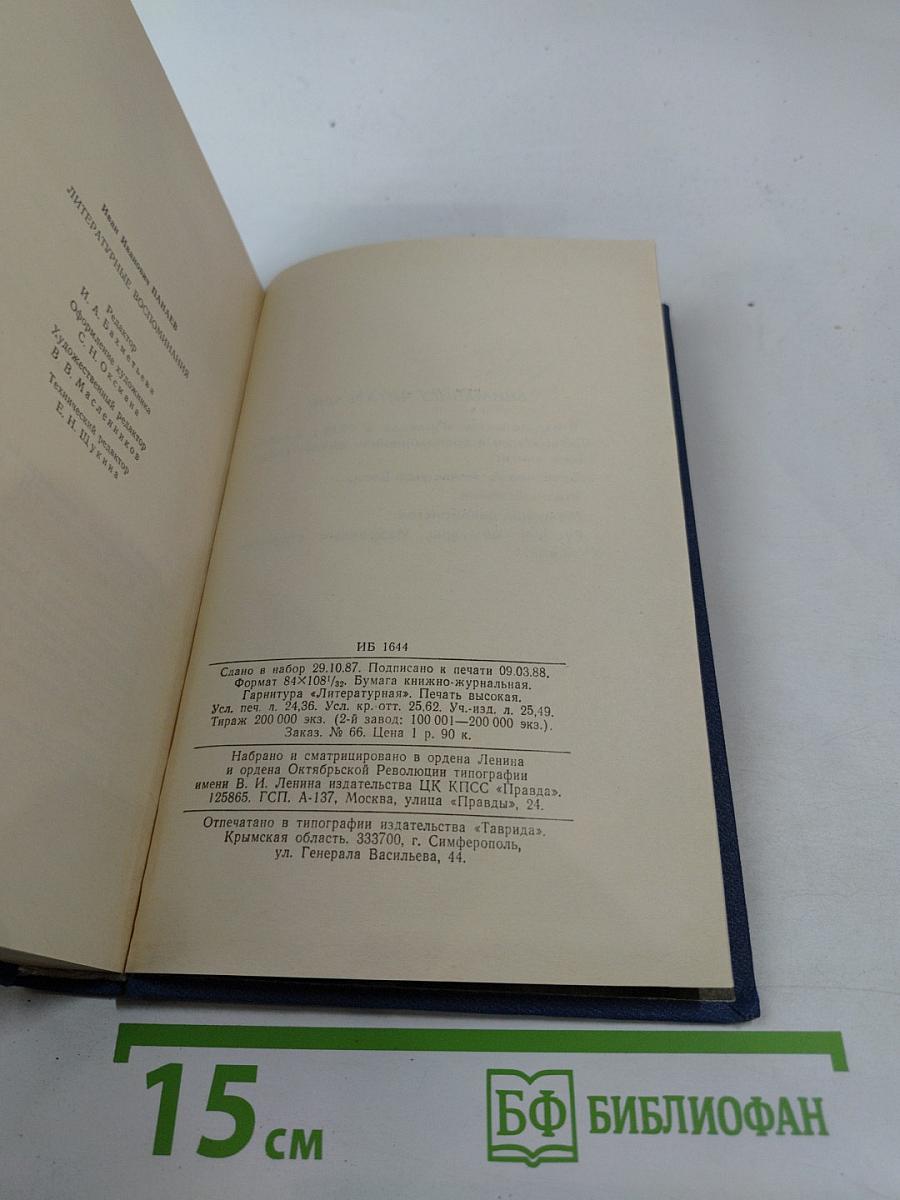 Иван Иванович ПАНАЕВ
ЛИТЕРАТУРНЫЕ ВОСПОМИНАНИЯ
Редактор
И. А. Бахметьева
Оформление художника
С. Н. Оксмана
Художественный редактор
В. В. Масленников
Технический редактор
Е. Н. Щукина
ИБ 1644
Сдано в набор 29.10.87. Подписано к печати 09.03.88.
Формат 84×108¹/₃₂. Бумага книжно-журнальная.
Гарнитура «Литературная». Печать высокая.
Усл. печ. л. 24,36. Усл. кр.-отт. 25,62. Уч.-изд. л. 25,49.
Тираж 200 000 экз. (2-й завод: 100 001—200 000 экз.).
Заказ. № 66. Цена 1 р. 90 к.
Набрано и сматрицировано в ордена Ленина
и ордена Октябрьской Революции типографии
имени В. И. Ленина издательства ЦК КПСС «Правда».
125865. ГСП. А-137, Москва, улица «Правды», 24.
Отпечатано в типографии издательства «Таврида».
Крымская область. 333700, г. Симферополь,
ул. Генерала Васильева, 44.
15 см
БФ БИБЛИОФАН